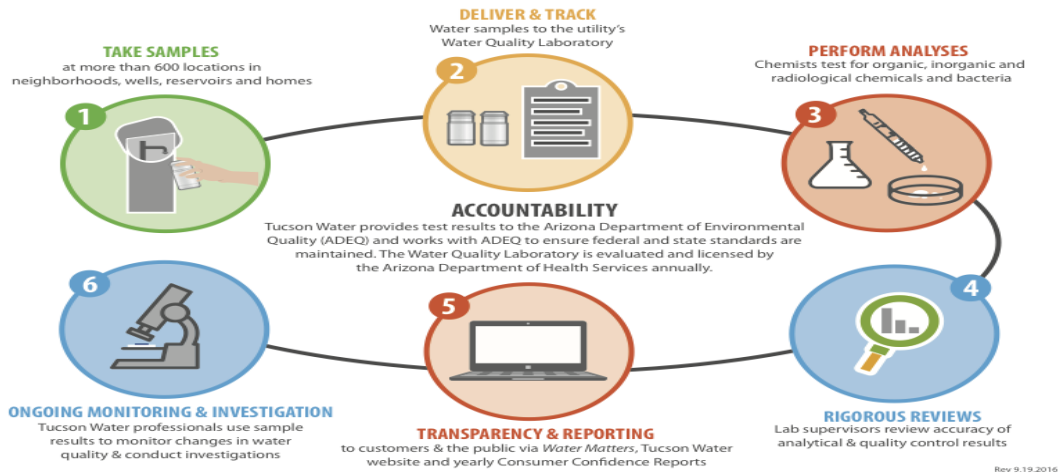 1
TAKE SAMPLES
at more than 600 locations in
neighborhoods, wells, reservoirs and homes
2
DELIVER & TRACK
Water samples to the utility's
Water Quality Laboratory
3
PERFORM ANALYSES
Chemists test for organic, inorganic and
radiological chemicals and bacteria
ACCOUNTABILITY
Tucson Water provides test results to the Arizona Department of Environmental
Quality (ADEQ) and works with ADEQ to ensure federal and state standards are
maintained. The Water Quality Laboratory is evaluated and licensed by
the Arizona Department of Health Services annually.
4
RIGOROUS REVIEWS
Lab supervisors review accuracy of
analytical & quality control results
5
TRANSPARENCY & REPORTING
to customers & the public via Water Matters, Tucson Water
website and yearly Consumer Confidence Reports
6
ONGOING MONITORING & INVESTIGATION
Tucson Water professionals use sample
results to monitor changes in water
quality & conduct investigations
Rev 9.19.2016